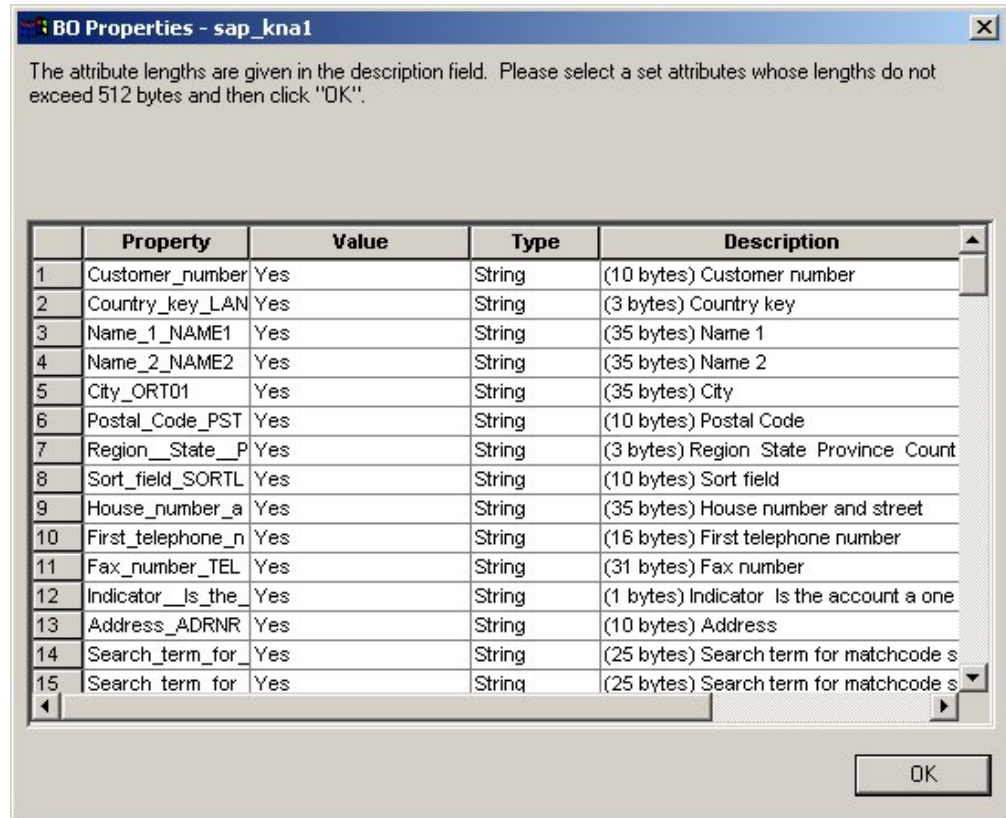 BO Properties - sap_kna1
The attribute lengths are given in the description field.  Please select a set attributes whose lengths do not
exceed 512 bytes and then click "OK".
Property Value Type Description
1 Customer_number Yes String (10 bytes) Customer number
2 Country_key_LAN Yes String (3 bytes) Country key
3 Name_1_NAME1 Yes String (35 bytes) Name 1
4 Name_2_NAME2 Yes String (35 bytes) Name 2
5 City_ORT01 Yes String (35 bytes) City
6 Postal_Code_PST Yes String (10 bytes) Postal Code
7 Region__State__P Yes String (3 bytes) Region  State  Province  Count
8 Sort_field_SORTL Yes String (10 bytes) Sort field
9 House_number_a Yes String (35 bytes) House number and street
10 First_telephone_n Yes String (16 bytes) First telephone number
11 Fax_number_TEL Yes String (31 bytes) Fax number
12 Indicator__Is_the_ Yes String (1 bytes) Indicator  Is the account a one
13 Address_ADRNR Yes String (10 bytes) Address
14 Search_term_for_ Yes String (25 bytes) Search term for matchcode s
15 Search_term_for_ Yes String (25 bytes) Search term for matchcode s
OK